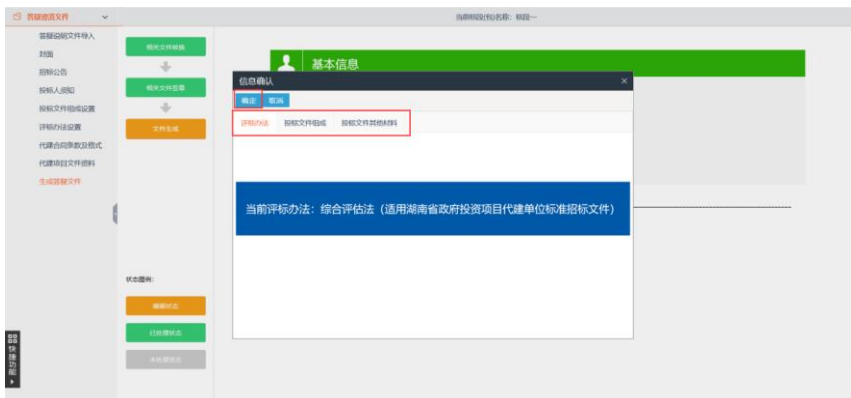 答疑澄清文件
当前标段(包)名称: 标段一
答疑说明文件导入
封面
招标公告
投标人须知
投标文件组成设置
评标办法设置
代建合同条款及格式
代建项目文件资料
生成答疑文件
相关文件转换
相关文件签章
文件生成
基本信息
信息确认
确定
取消
评标办法
投标文件组成
投标文件其他材料
当前评标办法：综合评估法（适用湖南省政府投资项目代建单位标准招标文件）
状态图例:
编辑状态
已处理状态
未处理状态
快捷功能